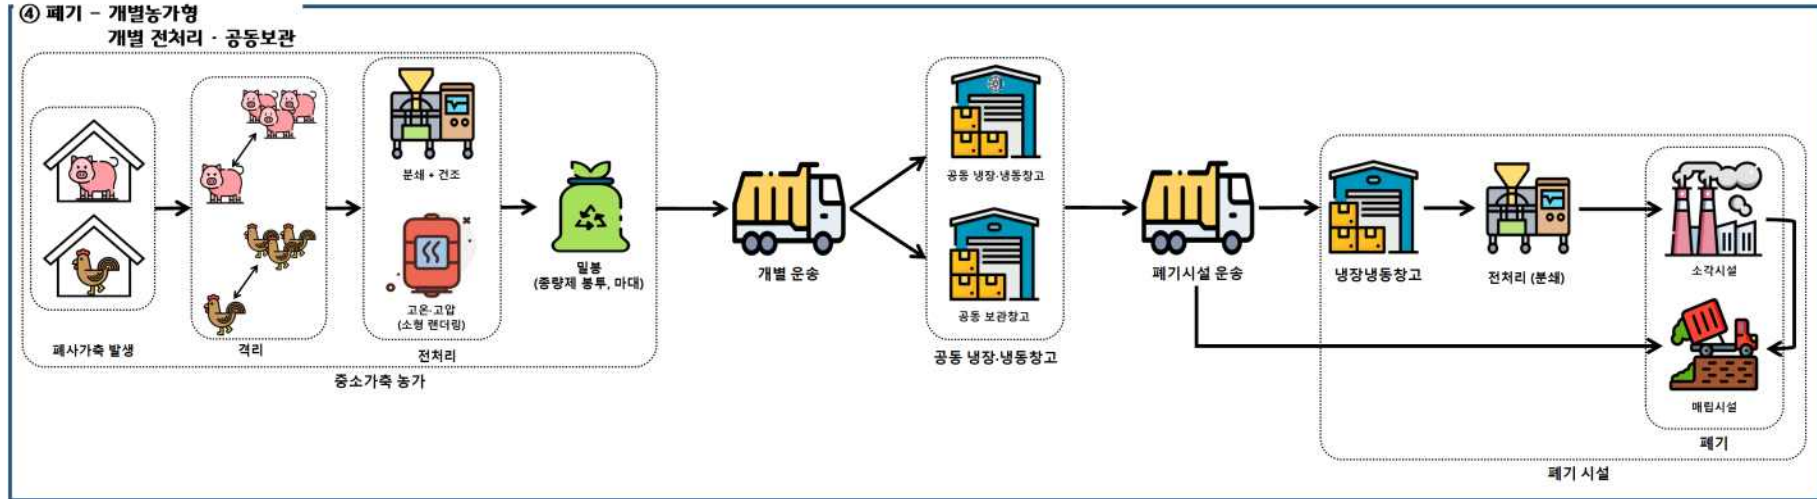 ④ 폐기 – 개별농가형
개별 전처리 · 공동보관
폐사가축 발생
격리
분쇄 + 건조
고온·고압
(소형 랜더링)
전처리
중소가축 농가
밀봉
(종량제 봉투, 마대)
개별 운송
공동 냉장·냉동창고
공동 보관창고
공동 냉장·냉동창고
폐기시설 운송
냉장냉동창고
전처리 (분쇄)
소각시설
매립시설
폐기
폐기 시설